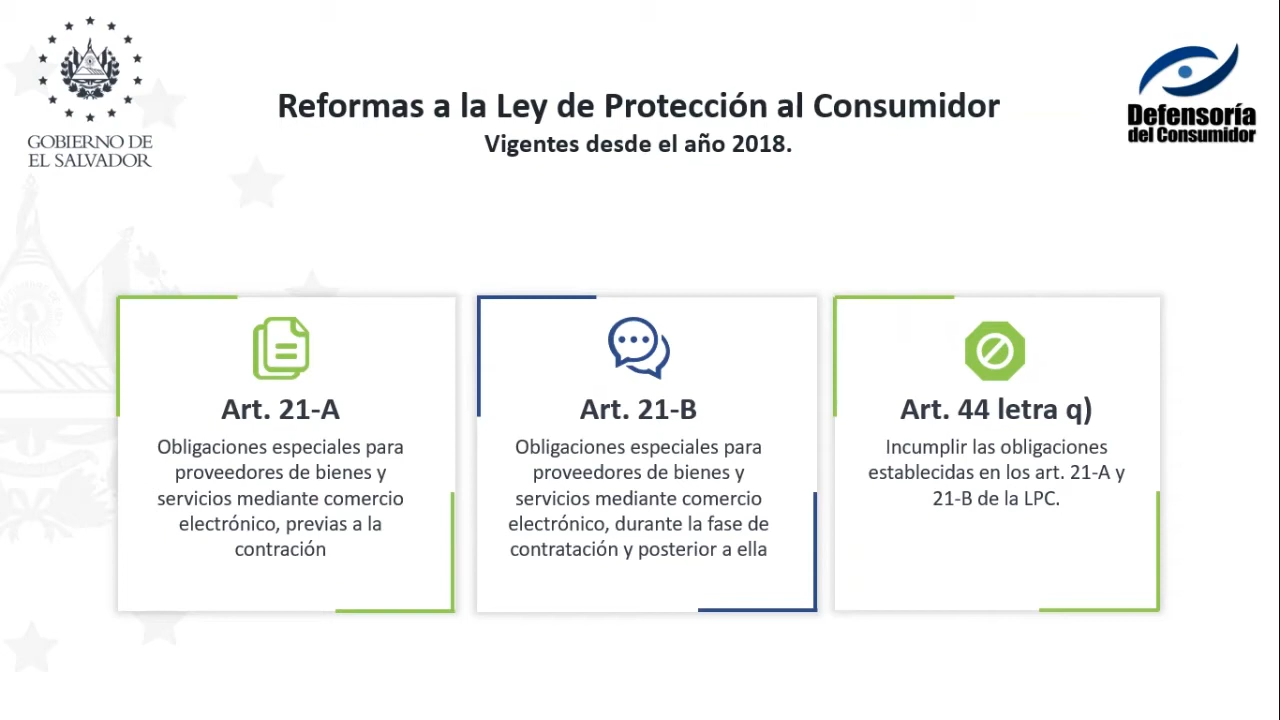 GOBIERNO DE
EL SALVADOR
Reformas a la Ley de Protección al Consumidor
Vigentes desde el año 2018.
Defensoría
del Consumidor
Art. 21-A
Obligaciones especiales para
proveedores de bienes y
servicios mediante comercio
electrónico, previas a la
contración
Art. 21-B
Obligaciones especiales para
proveedores de bienes y
servicios mediante comercio
electrónico, durante la fase de
contratación y posterior a ella
Art. 44 letra q)
Incumplir las obligaciones
establecidas en los art. 21-A y
21-B de la LPC.